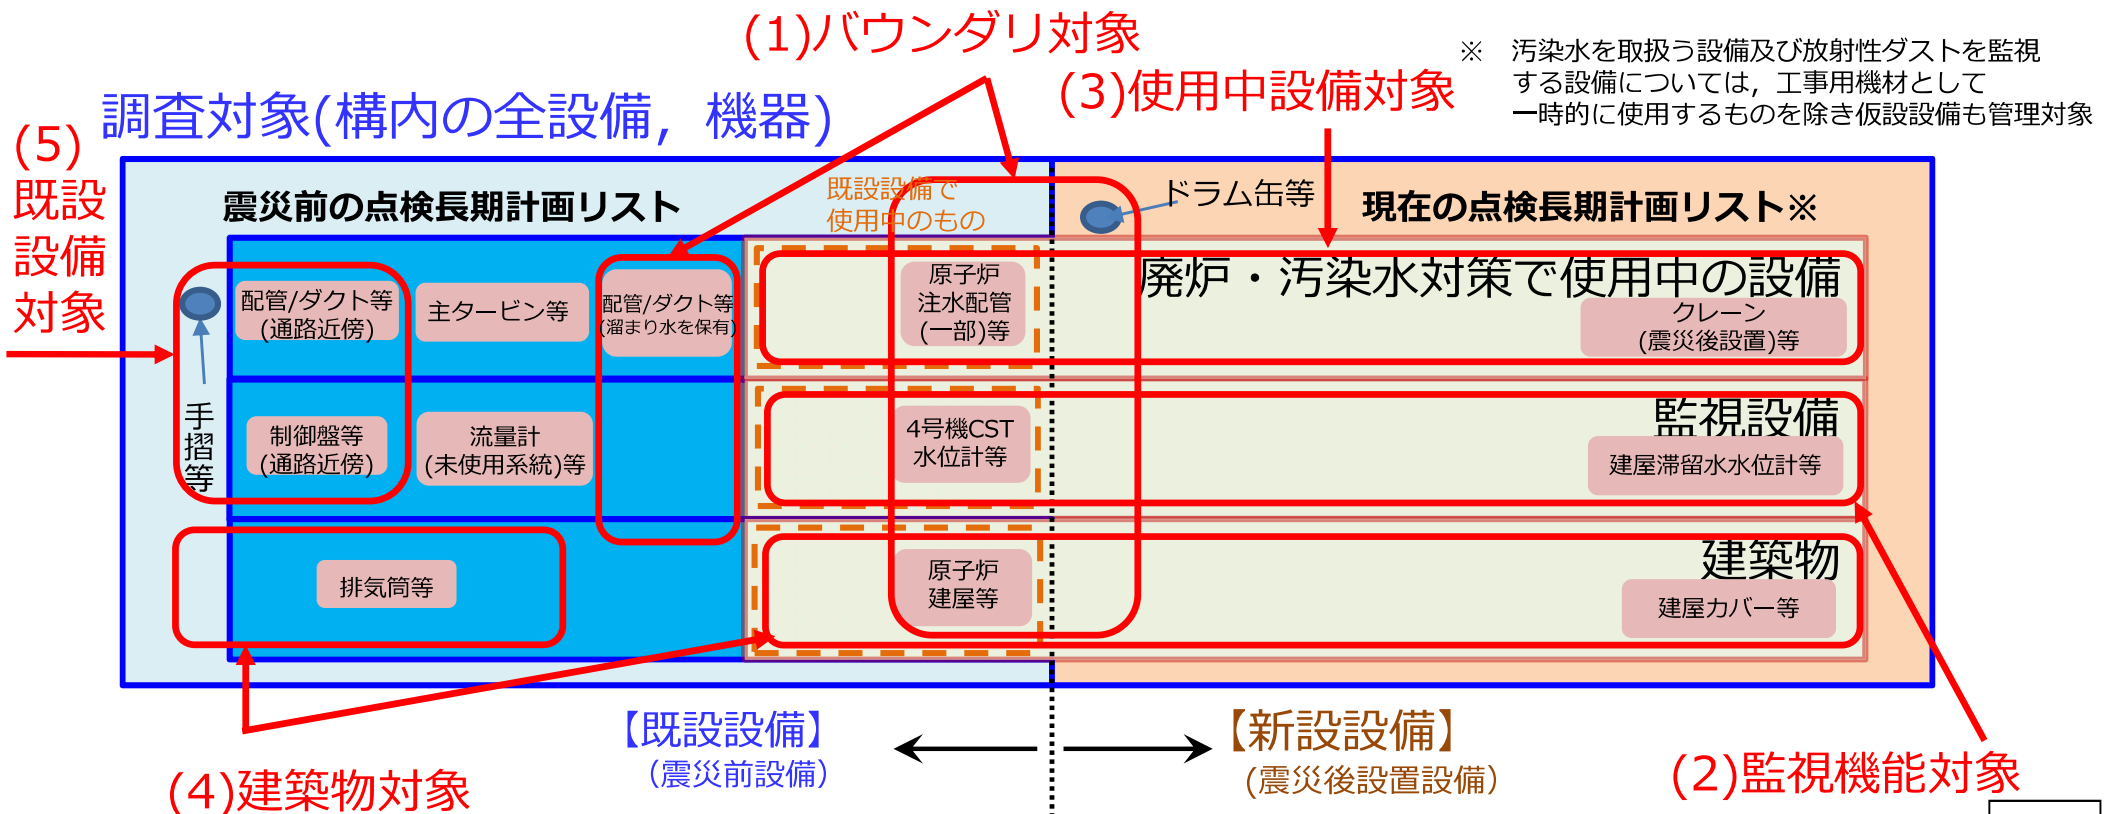 (1)バウンダリ対象
※　汚染水を取扱う設備及び放射性ダストを監視
する設備については，工事用機材として
一時的に使用するものを除き仮設設備も管理対象
(3)使用中設備対象
調査対象(構内の全設備，機器)
(5)
既設
設備
対象
震災前の点検長期計画リスト
既設設備で
使用中のもの
ドラム缶等
現在の点検長期計画リスト※
配管/ダクト等
(通路近傍)
主タービン等
配管/ダクト等
(溜まり水を保有)
原子炉
注水配管
(一部)等
廃炉・汚染水対策で使用中の設備
クレーン
(震災後設置)等
手
摺
等
制御盤等
(通路近傍)
流量計
(未使用系統)等
4号機CST
水位計等
監視設備
建屋滞留水水位計等
排気筒等
原子炉
建屋等
建築物
建屋カバー等
【既設設備】
（震災前設備）
【新設設備】
(震災後設置設備）
(4)建築物対象
(2)監視機能対象